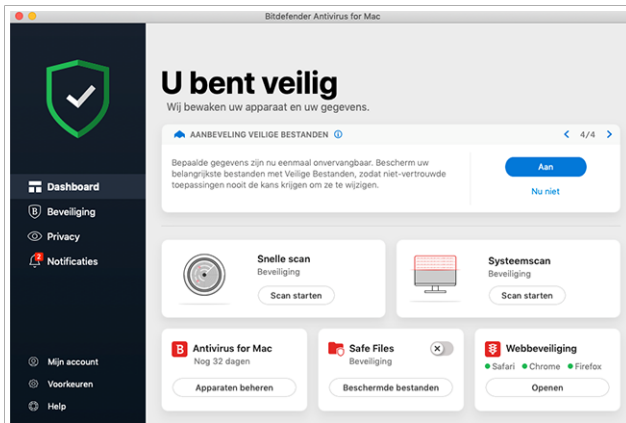 Bitdefender Antivirus for Mac
U bent veilig
Wij bewaken uw apparaat en uw gegevens.
AANBEVELING VEILIGE BESTANDEN
4/4
Bepaalde gegevens zijn nu eenmaal onvervangbaar. Bescherm uw
belangrijkste bestanden met Veilige Bestanden, zodat niet-vertrouwde
toepassingen nooit de kans krijgen om ze te wijzigen.
Aan
Nu niet
Dashboard
B Beveiliging
Privacy
2
Notificaties
Snelle scan
Beveiliging
Scan starten
Systeemscan
Beveiliging
Scan starten
B Antivirus for Mac
Nog 32 dagen
Apparaten beheren
Safe Files
Beveiliging
Beschermde bestanden
Webbeveiliging
Safari Chrome Firefox
Openen
Mijn account
Voorkeuren
Help